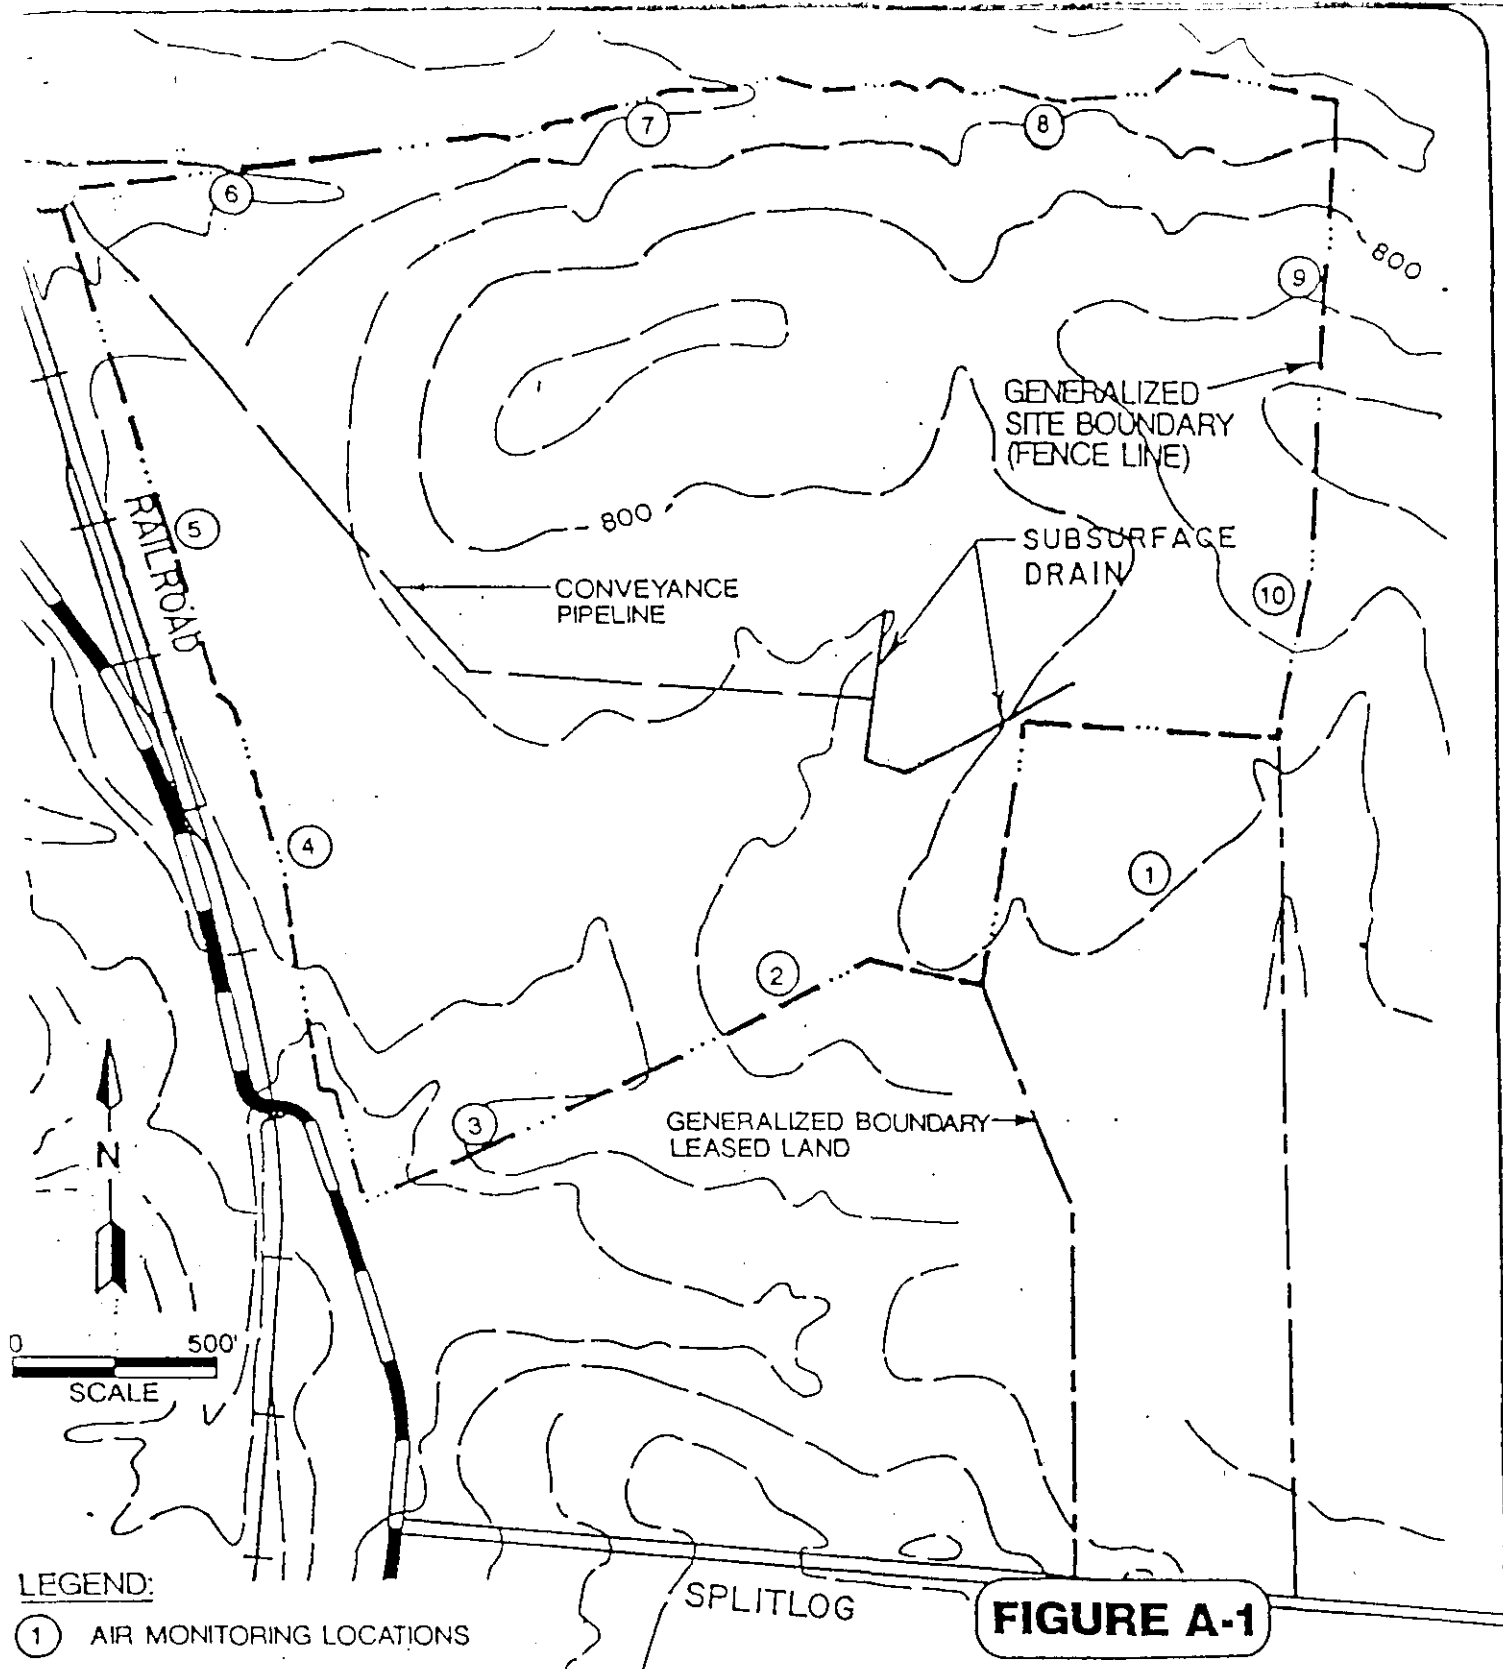 7
8
6
800
9
GENERALIZED
SITE BOUNDARY
(FENCE LINE)
800
RAILROAD
5
SUBSURFACE
DRAIN
CONVEYANCE
PIPELINE
10
4
1
2
3
GENERALIZED BOUNDARY
LEASED LAND
N
0 500'
SCALE
LEGEND:
1 AIR MONITORING LOCATIONS
SPLITLOG
FIGURE A-1